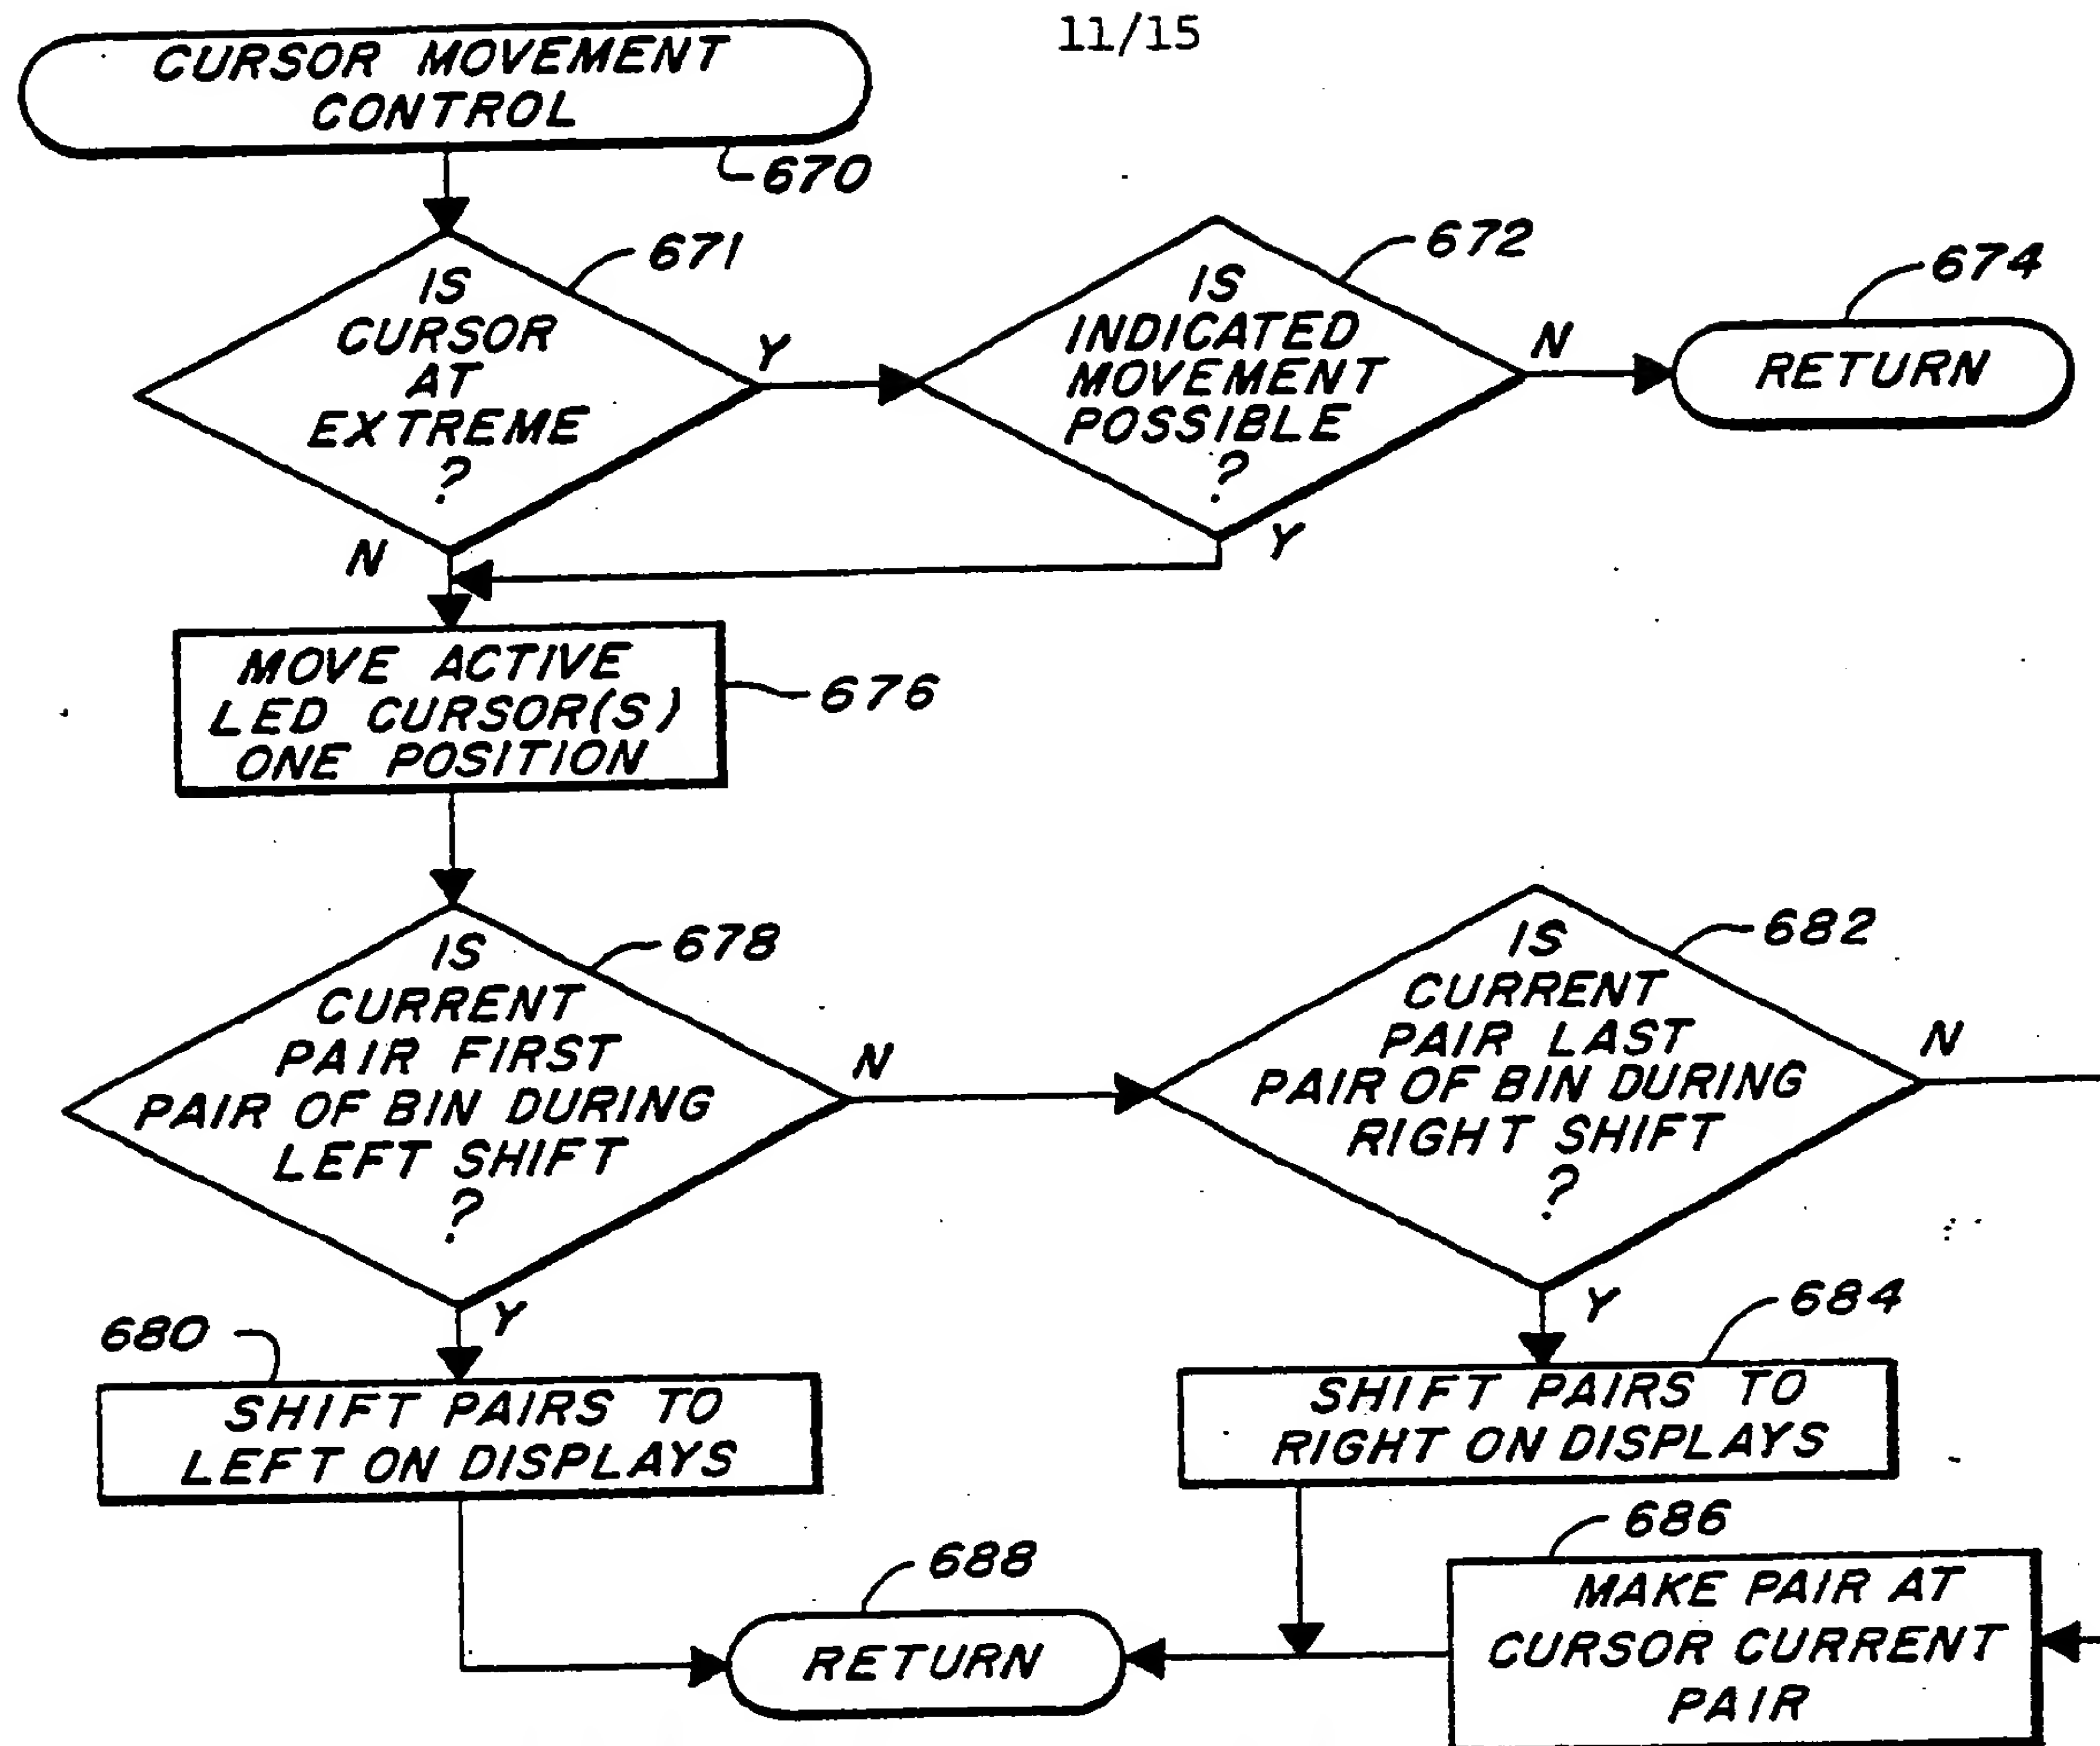 11/15
CURSOR MOVEMENT
CONTROL
670
IS
CURSOR
AT
EXTREME
?
671
Y
N
IS
INDICATED
MOVEMENT
POSSIBLE
?
672
N
Y
674
RETURN
MOVE ACTIVE
LED CURSOR(S)
ONE POSITION
676
IS
CURRENT
PAIR FIRST
PAIR OF BIN DURING
LEFT SHIFT
?
678
N
Y
IS
CURRENT
PAIR LAST
PAIR OF BIN DURING
RIGHT SHIFT
?
682
N
Y
680
SHIFT PAIRS TO
LEFT ON DISPLAYS
684
SHIFT PAIRS TO
RIGHT ON DISPLAYS
686
MAKE PAIR AT
CURSOR CURRENT
PAIR
688
RETURN